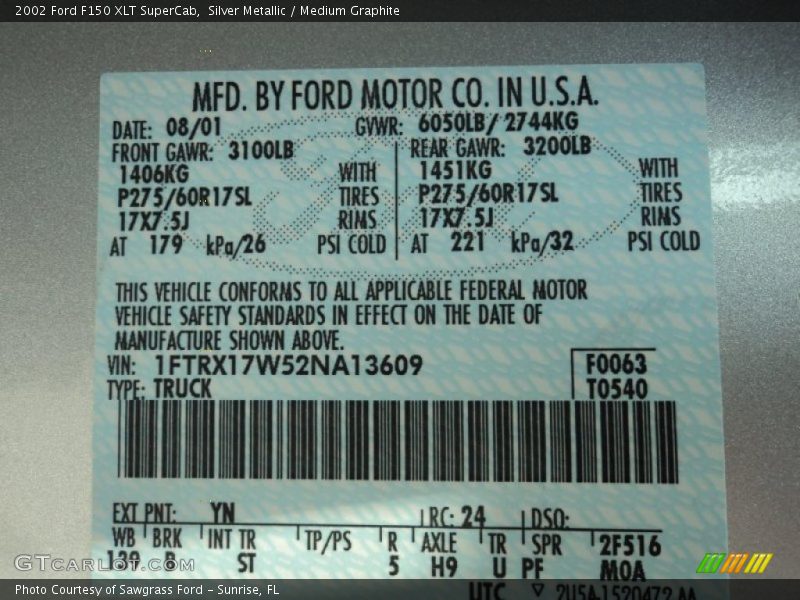 2002 Ford F150 XLT SuperCab, Silver Metallic / Medium Graphite
MFD. BY FORD MOTOR CO. IN U.S.A.
DATE: 08/01 GVWR: 6050LB/ 2744KG
FRONT GAWR: 3100LB REAR GAWR: 3200LB
1406KG WITH 1451KG WITH
P275/60R17SL TIRES P275/60R17SL TIRES
17X7.5J RIMS 17X7.5J RIMS
AT 179 kPa/26 PSI COLD AT 221 kPa/32 PSI COLD
THIS VEHICLE CONFORMS TO ALL APPLICABLE FEDERAL MOTOR
VEHICLE SAFETY STANDARDS IN EFFECT ON THE DATE OF
MANUFACTURE SHOWN ABOVE.
VIN: 1FTRX17W52NA13609 F0063
TYPE: TRUCK T0540
EXT PNT: YN RC: 24 DSO:
WB BRK INT TR TP/PS R AXLE TR SPR 2F516
139 B ST 5 H9 U PF M0A
GTCarLot.com
UTC
Photo Courtesy of Sawgrass Ford - Sunrise, FL